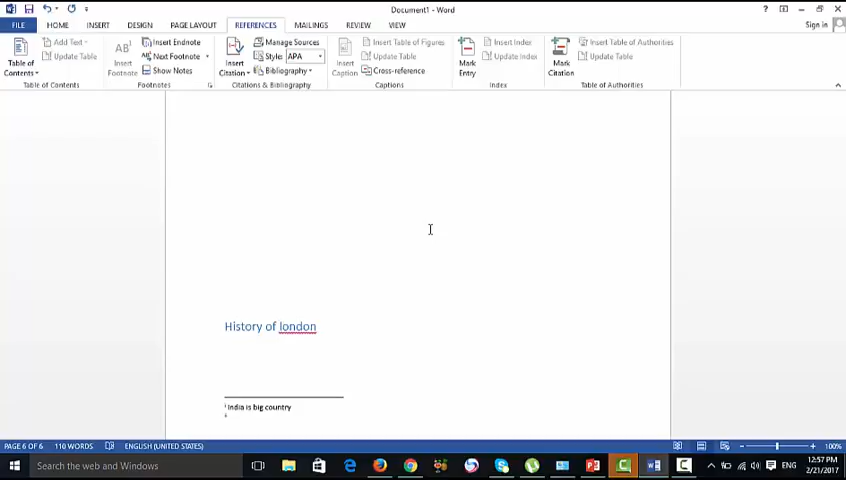 Document1 - Word
Sign in
FILE HOME INSERT DESIGN PAGE LAYOUT REFERENCES MAILINGS REVIEW VIEW
Table of Contents
Add Text
Update Table
Table of Contents
AB¹ Insert Footnote
Insert Endnote
Next Footnote
Show Notes
Footnotes
Insert Citation
Manage Sources
Style: APA
Bibliography
Citations & Bibliography
Insert Caption
Insert Table of Figures
Update Table
Cross-reference
Captions
Mark Entry
Insert Index
Update Index
Index
Mark Citation
Insert Table of Authorities
Update Table
Table of Authorities
History of london
India is big country
PAGE 6 OF 6 110 WORDS ENGLISH (UNITED STATES) 100%
Search the web and Windows
ENG
12:57 PM
2/21/2017